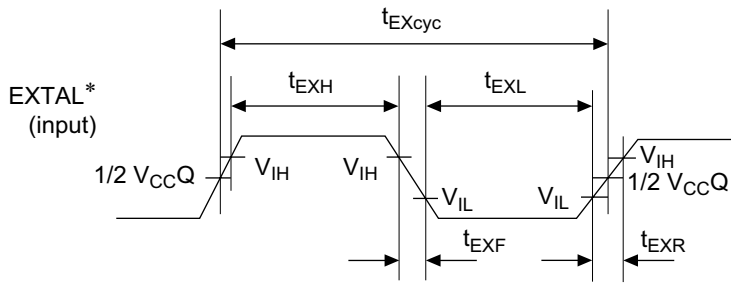 tEXcyc
tEXH
tEXL
EXTAL*
(input)
1/2 VCCQ
VIH
VIH
VIL
VIL
VIH
1/2 VCCQ
tEXF
tEXR